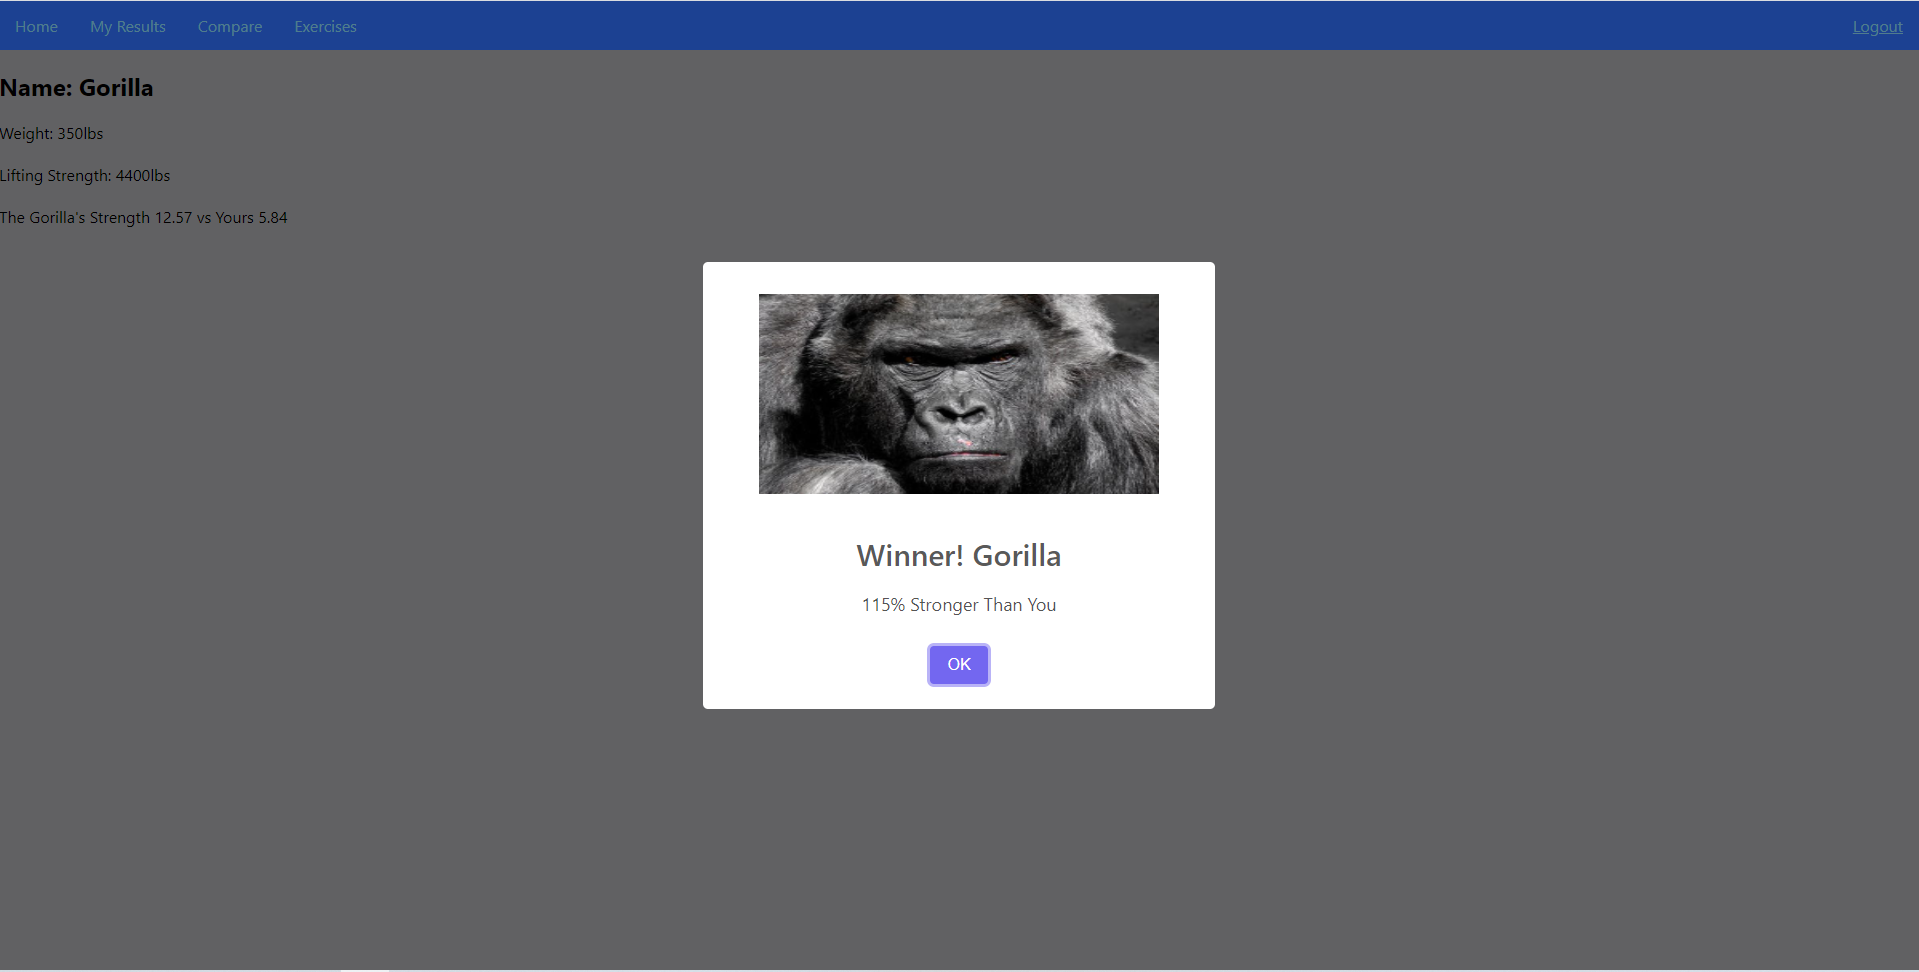 Home My Results Compare Exercises Logout
Name: Gorilla
Weight: 350lbs
Lifting Strength: 4400lbs
The Gorilla's Strength 12.57 vs Yours 5.84
Winner! Gorilla
115% Stronger Than You
OK